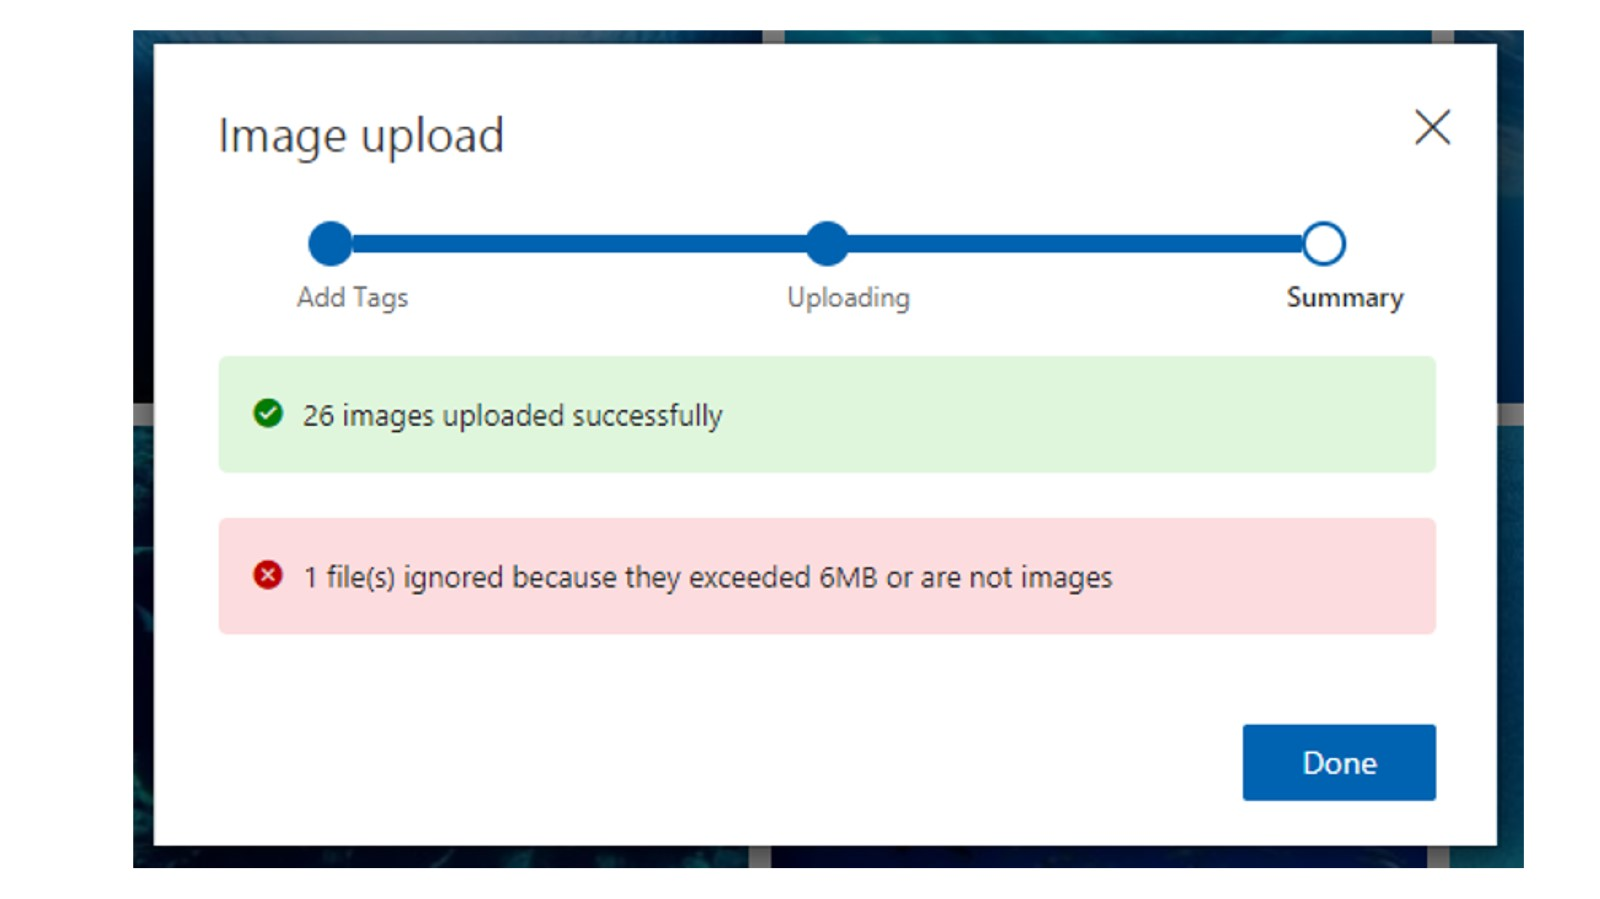 Image upload
Add Tags
Uploading
Summary
26 images uploaded successfully
1 file(s) ignored because they exceeded 6MB or are not images
Done